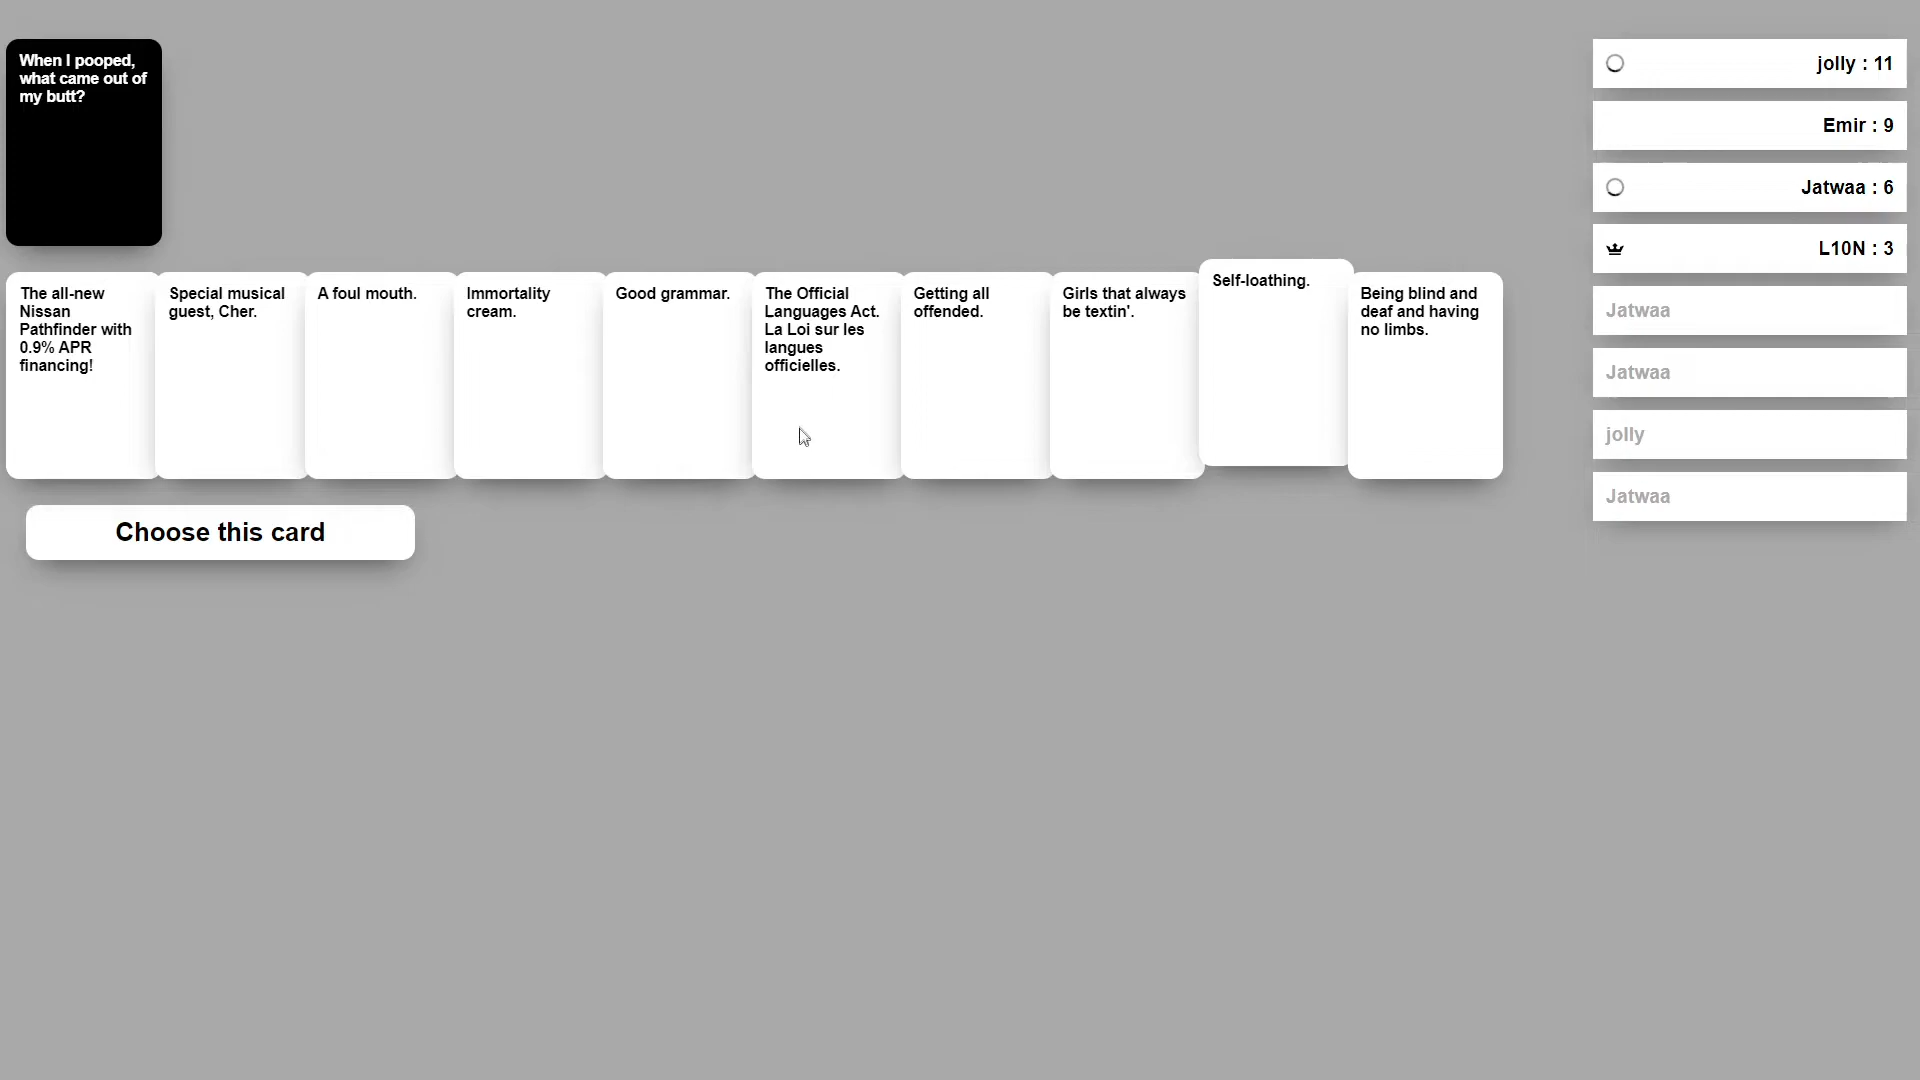 When I pooped,
what came out of
my butt?
The all-new
Nissan
Pathfinder with
0.9% APR
financing!
Special musical
guest, Cher.
A foul mouth.
Immortality
cream.
Good grammar.
The Official
Languages Act.
La Loi sur les
langues
officielles.
Getting all
offended.
Girls that always
be textin'.
Self-loathing.
Being blind and
deaf and having
no limbs.
Choose this card
jolly : 11
Emir : 9
Jatwaa : 6
L10N : 3
Jatwaa
Jatwaa
jolly
Jatwaa